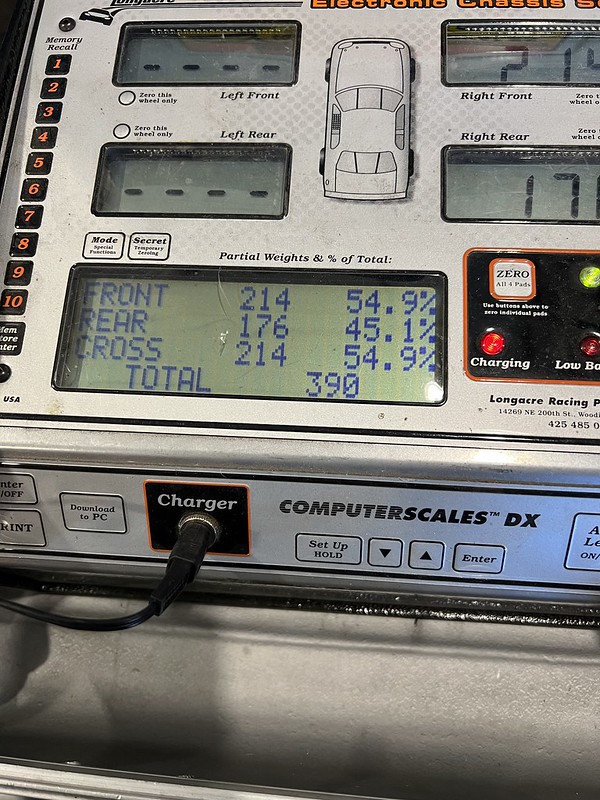 Longacre
Electronic Chassis
Memory
Recall
1
2
3
4
5
6
7
8
9
10
- - - -
214
Zero this
wheel only
Left Front
Right Front
Zero this
wheel only
Left Rear
Right Rear
- - - -
Mode
Special
Functions
Secret
Temporary
Zeroing
Partial Weights & % of Total:
FRONT 214 54.9%
REAR 176 45.1%
CROSS 214 54.9%
TOTAL 390
ZERO
All 4 Pads
Use buttons above to
zero individual pads
Charging
Low
USA
Longacre Racing
14269 NE 200th St.,
425 485
Download
to PC
Charger
COMPUTERSCALES™ DX
Set Up
HOLD
▼
▲
Enter